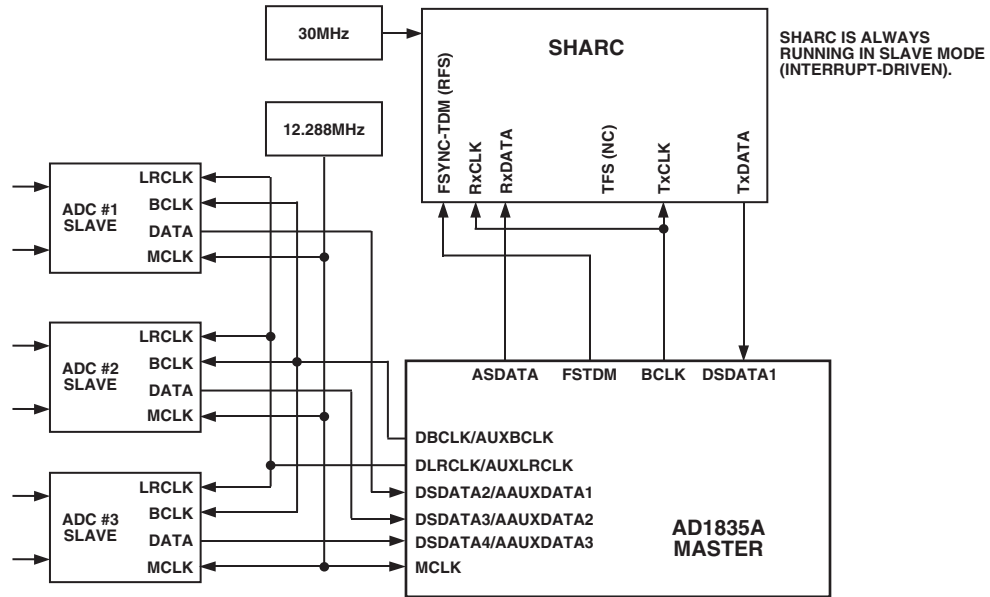 30MHz
SHARC
SHARC IS ALWAYS
RUNNING IN SLAVE MODE
(INTERRUPT-DRIVEN).
12.288MHz
FSYNC-TDM (RFS)
RxCLK
RxDATA
TFS (NC)
TxCLK
TxDATA
ADC #1
SLAVE
LRCLK
BCLK
DATA
MCLK
ADC #2
SLAVE
LRCLK
BCLK
DATA
MCLK
ADC #3
SLAVE
LRCLK
BCLK
DATA
MCLK
ASDATA
FSTDM
BCLK
DSDATA1
DBCLK/AUXBCLK
DLRCLK/AUXLRCLK
DSDATA2/AAUXDATA1
DSDATA3/AAUXDATA2
DSDATA4/AAUXDATA3
MCLK
AD1835A
MASTER